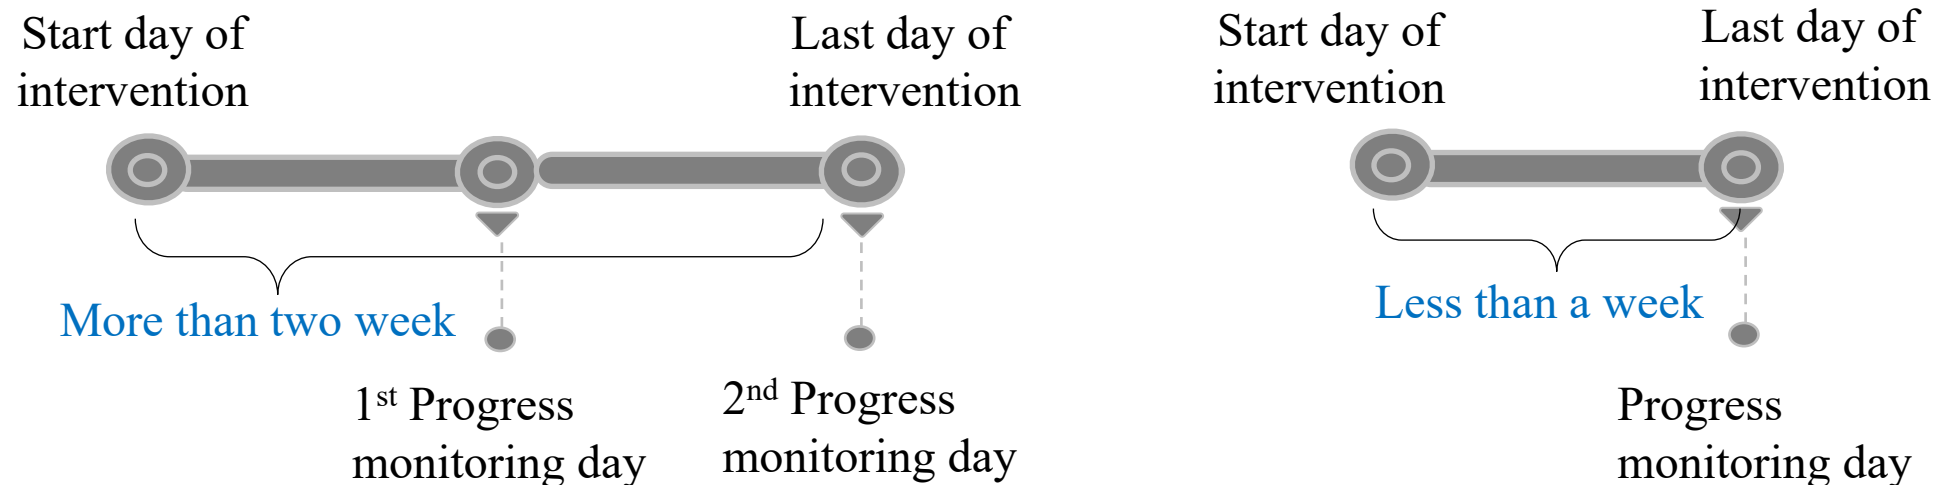 Start day of
intervention
Last day of
intervention
More than two week
1st Progress
monitoring day
2nd Progress
monitoring day
Start day of
intervention
Last day of
intervention
Less than a week
Progress
monitoring day